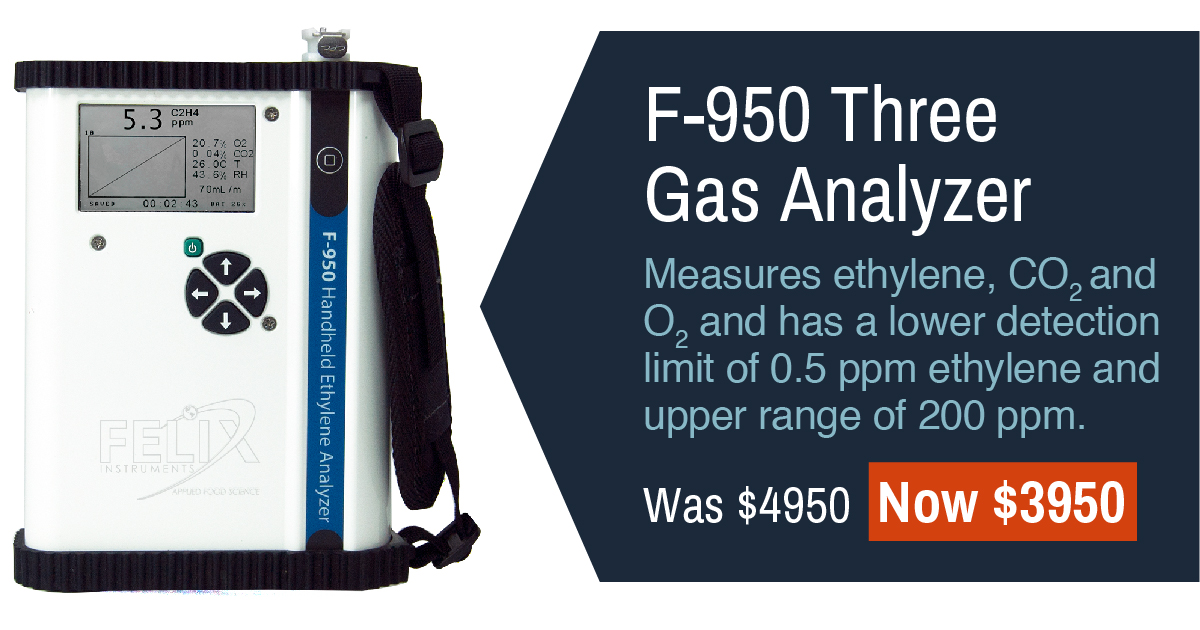 5.3 C2H4
ppm
10
20.7% O2
0.04% CO2
26.0C T
43.6% RH
70mL/m
SAVED 00:02 43 BAT
F-950 Handheld Ethylene Analyzer
FELIX
INSTRUMENTS
APPLIED FOOD SCIENCE
F-950 Three
Gas Analyzer
Measures ethylene, CO₂ and
O₂ and has a lower detection
limit of 0.5 ppm ethylene and
upper range of 200 ppm.
Was $4950 Now $3950